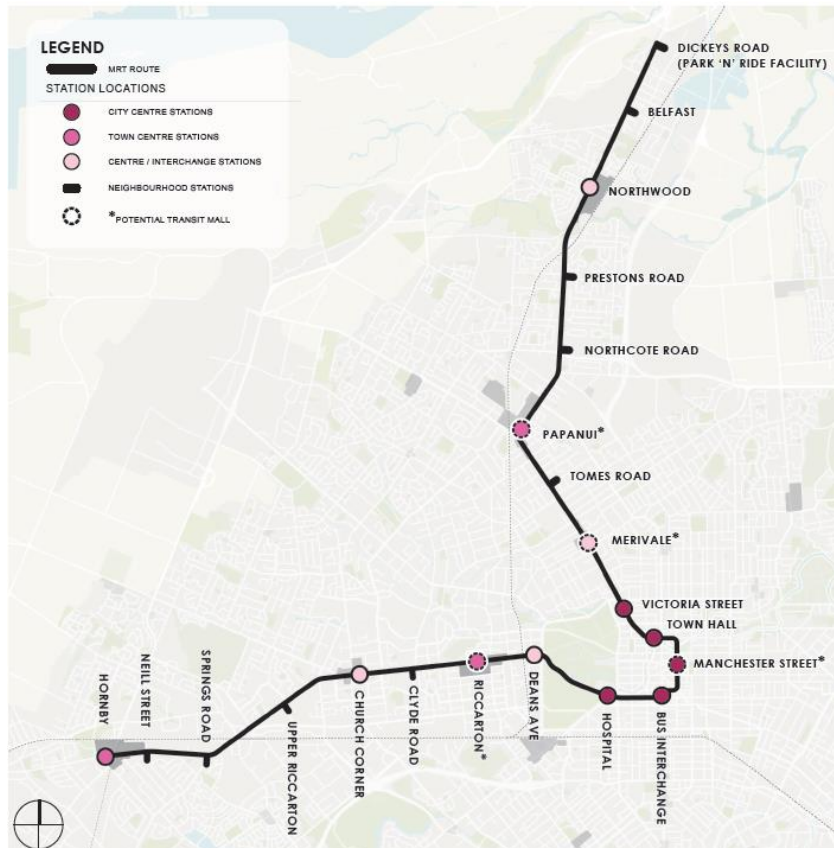 LEGEND
MRT ROUTE
STATION LOCATIONS
CITY CENTRE STATIONS
TOWN CENTRE STATIONS
CENTRE / INTERCHANGE STATIONS
NEIGHBOURHOOD STATIONS
*POTENTIAL TRANSIT MALL
DICKEYS ROAD
(PARK 'N' RIDE FACILITY)
BELFAST
NORTHWOOD
PRESTONS ROAD
NORTHCOTE ROAD
PAPANUI*
TOMES ROAD
MERIVALE*
VICTORIA STREET
TOWN HALL
MANCHESTER STREET*
HORNBY
NEILL STREET
SPRINGS ROAD
UPPER RICCARTON
CHURCH CORNER
CLYDE ROAD
RICCARTON*
DEANS AVE
HOSPITAL
BUS INTERCHANGE